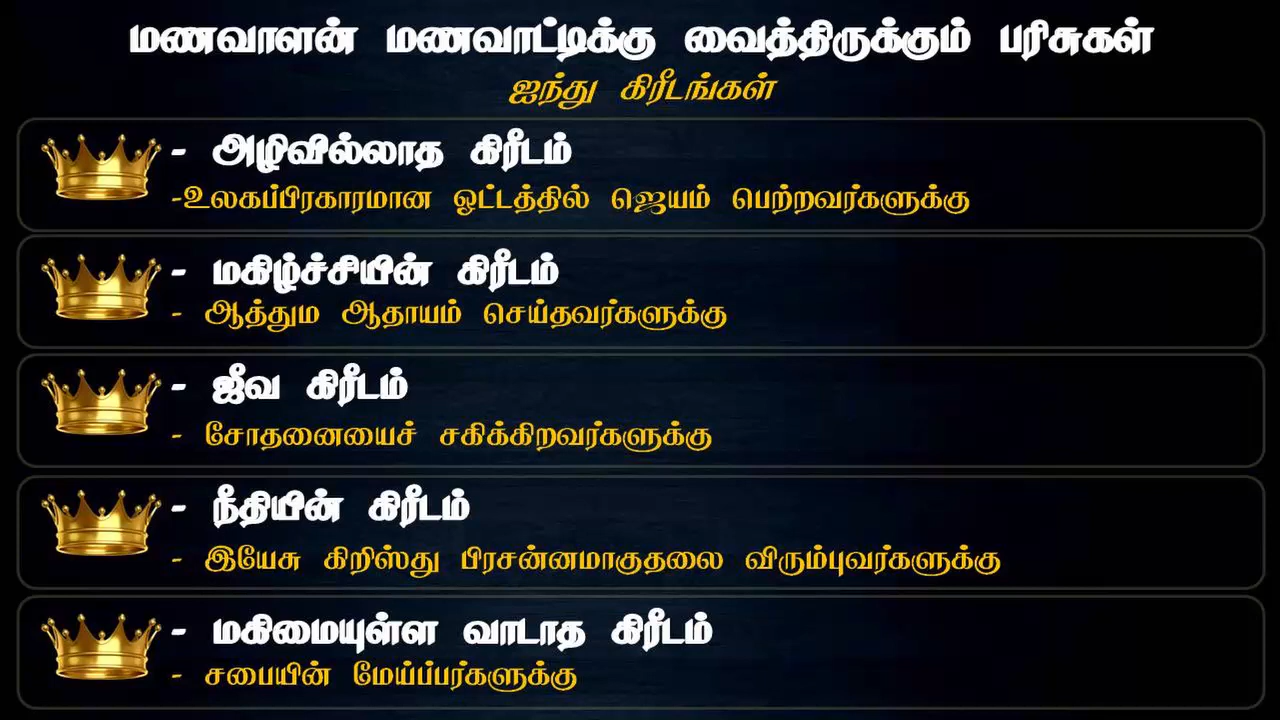 மணவாளன் மணவாட்டிக்கு வைத்திருக்கும் பரிசுகள்
ஐந்து கிரீடங்கள்
- அழிவில்லாத கிரீடம்
-உலகப்பிரகாரமான ஓட்டத்தில் ஜெயம் பெற்றவர்களுக்கு
- மகிழ்ச்சியின் கிரீடம்
- ஆத்தும ஆதாயம் செய்தவர்களுக்கு
- ஜீவ கிரீடம்
- சோதனையைச் சகிக்கிறவர்களுக்கு
- நீதியின் கிரீடம்
- இயேசு கிறிஸ்து பிரசன்னமாகுதலை விரும்புவர்களுக்கு
- மகிமையுள்ள வாடாத கிரீடம்
- சபையின் மேய்ப்பர்களுக்கு